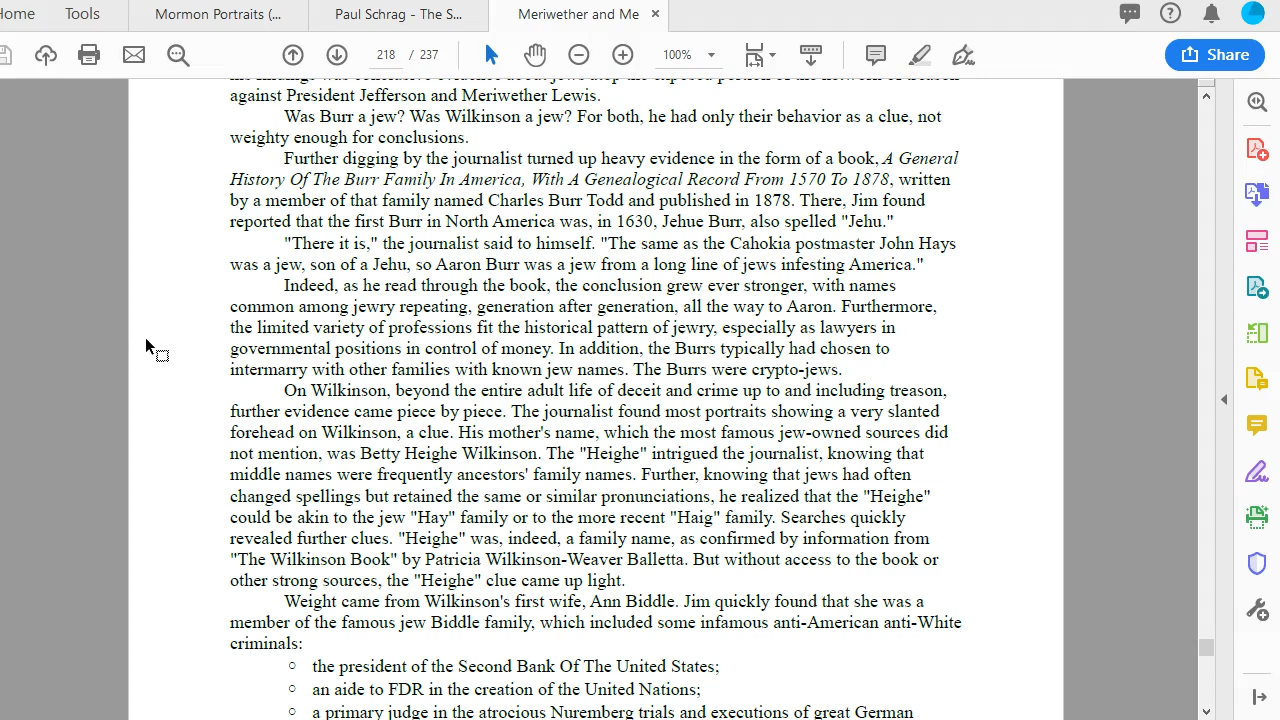 Home
Tools
Mormon Portraits (...
Paul Schrag - The S...
Meriwether and Me
218 / 237
100%
Share
against President Jefferson and Meriwether Lewis.
Was Burr a jew? Was Wilkinson a jew? For both, he had only their behavior as a clue, not
weighty enough for conclusions.
Further digging by the journalist turned up heavy evidence in the form of a book, A General
History Of The Burr Family In America, With A Genealogical Record From 1570 To 1878, written
by a member of that family named Charles Burr Todd and published in 1878. There, Jim found
reported that the first Burr in North America was, in 1630, Jehue Burr, also spelled "Jehu."
"There it is," the journalist said to himself. "The same as the Cahokia postmaster John Hays
was a jew, son of a Jehu, so Aaron Burr was a jew from a long line of jews infesting America."
Indeed, as he read through the book, the conclusion grew ever stronger, with names
common among jewry repeating, generation after generation, all the way to Aaron. Furthermore,
the limited variety of professions fit the historical pattern of jewry, especially as lawyers in
governmental positions in control of money. In addition, the Burrs typically had chosen to
intermarry with other families with known jew names. The Burrs were crypto-jews.
On Wilkinson, beyond the entire adult life of deceit and crime up to and including treason,
further evidence came piece by piece. The journalist found most portraits showing a very slanted
forehead on Wilkinson, a clue. His mother's name, which the most famous jew-owned sources did
not mention, was Betty Heighe Wilkinson. The "Heighe" intrigued the journalist, knowing that
middle names were frequently ancestors' family names. Further, knowing that jews had often
changed spellings but retained the same or similar pronunciations, he realized that the "Heighe"
could be akin to the jew "Hay" family or to the more recent "Haig" family. Searches quickly
revealed further clues. "Heighe" was, indeed, a family name, as confirmed by information from
"The Wilkinson Book" by Patricia Wilkinson-Weaver Balletta. But without access to the book or
other strong sources, the "Heighe" clue came up light.
Weight came from Wilkinson's first wife, Ann Biddle. Jim quickly found that she was a
member of the famous jew Biddle family, which included some infamous anti-American anti-White
criminals:
○ the president of the Second Bank Of The United States;
○ an aide to FDR in the creation of the United Nations;
○ a primary judge in the atrocious Nuremberg trials and executions of great German